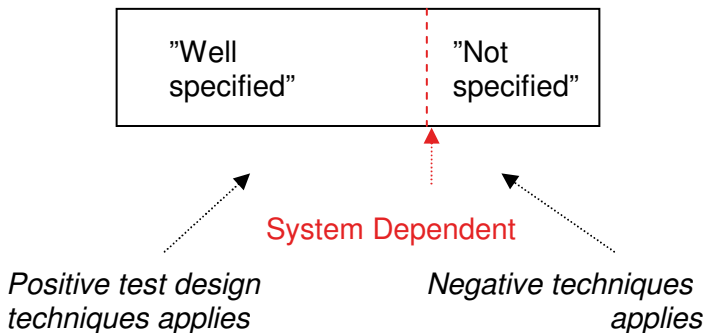 ”Well
specified”
”Not
specified”
System Dependent
Positive test design
techniques applies
Negative techniques
applies